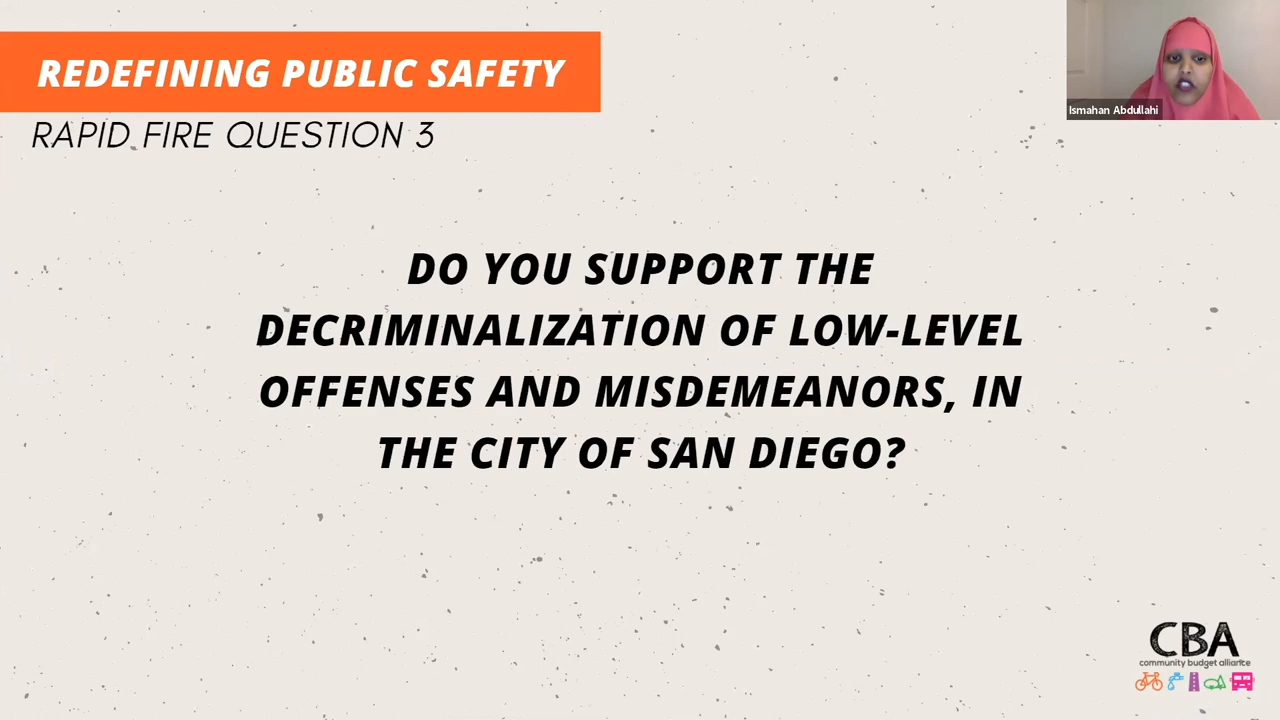 REDEFINING PUBLIC SAFETY
RAPID FIRE QUESTION 3
Ismahan Abdullahi
DO YOU SUPPORT THE
DECRIMINALIZATION OF LOW-LEVEL
OFFENSES AND MISDEMEANORS, IN
THE CITY OF SAN DIEGO?
CBA
community budget alliance